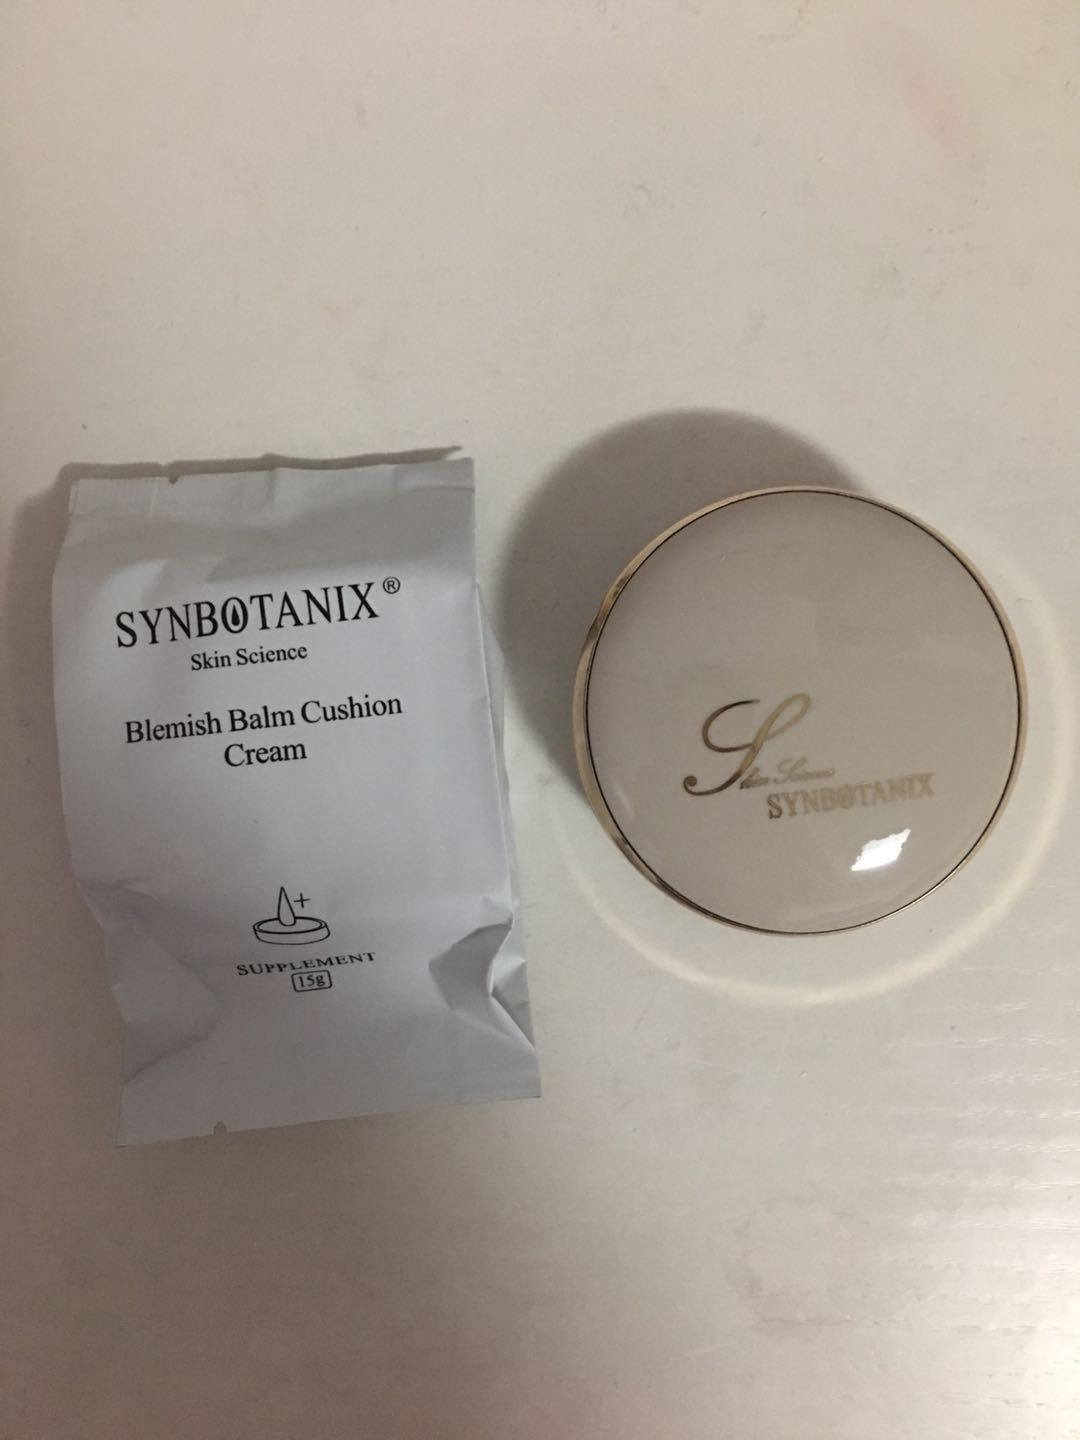 SYNBOTANIX®
Skin Science
Blemish Balm Cushion
Cream
+
SUPPLEMENT
15g
Skin Science
SYNBOTANIX